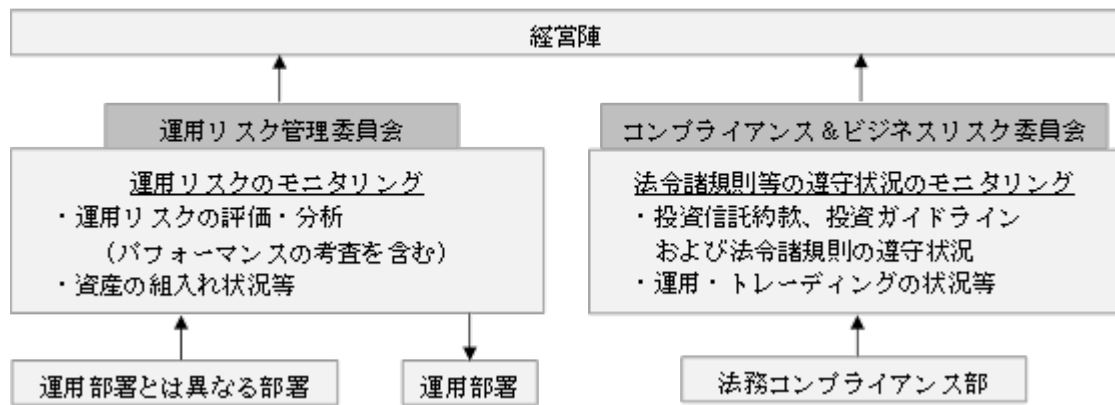 経営陣
運用リスク管理委員会
運用リスクのモニタリング
・運用リスクの評価・分析
（パフォーマンスの考査を含む）
・資産の組入れ状況等
運用部署とは異なる部署
運用部署
コンプライアンス＆ビジネスリスク委員会
法令諸規則等の遵守状況のモニタリング
・投資信託約款、投資ガイドライン
および法令諸規則の遵守状況
・運用・トレーディングの状況等
法務コンプライアンス部